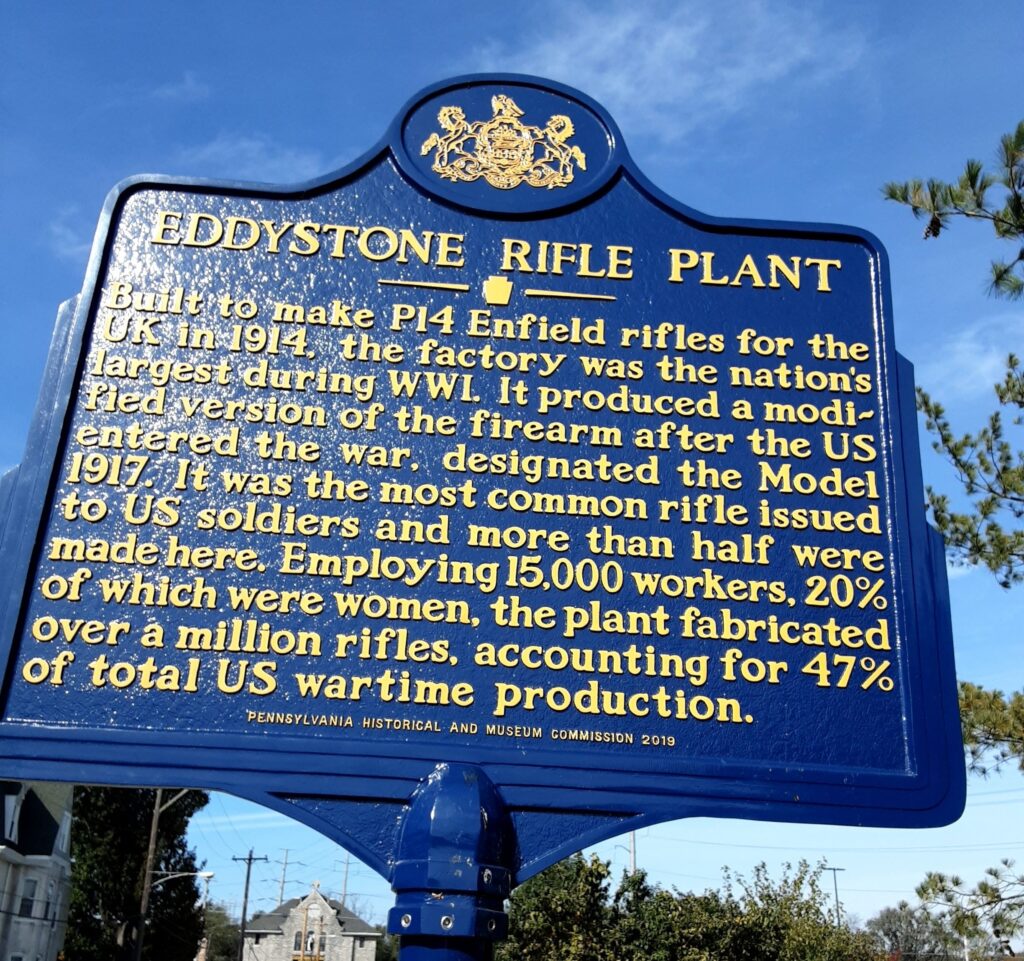 EDDYSTONE RIFLE PLANT
Built to make P14 Enfield rifles for the
UK in 1914, the factory was the nation's
largest during WWI. It produced a modi-
fied version of the firearm after the US
entered the war, designated the Model
1917. It was the most common rifle issued
to US soldiers and more than half were
made here. Employing 15,000 workers, 20%
of which were women, the plant fabricated
over a million rifles, accounting for 47%
of total US wartime production.
PENNSYLVANIA HISTORICAL AND MUSEUM COMMISSION 2019